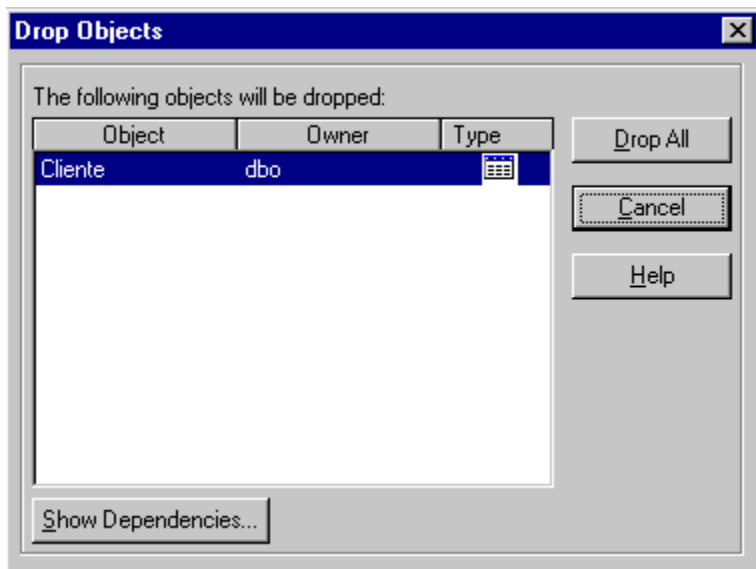 Drop Objects
The following objects will be dropped:
Object Owner Type
Cliente dbo
Drop All
Cancel
Help
Show Dependencies...